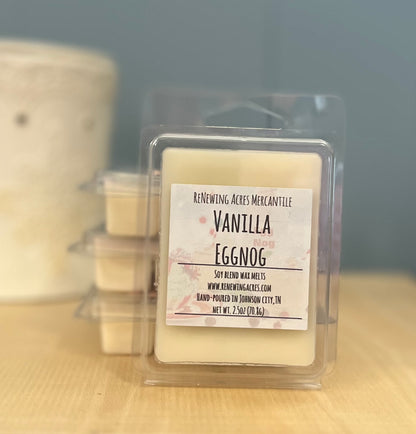 ReNewing Acres Mercantile
Vanilla
Nog
Eggnog
Soy blend wax melts
www.renewingacres.com
Hand-poured in Johnson city, TN
net wt. 2.5oz (70.8g)